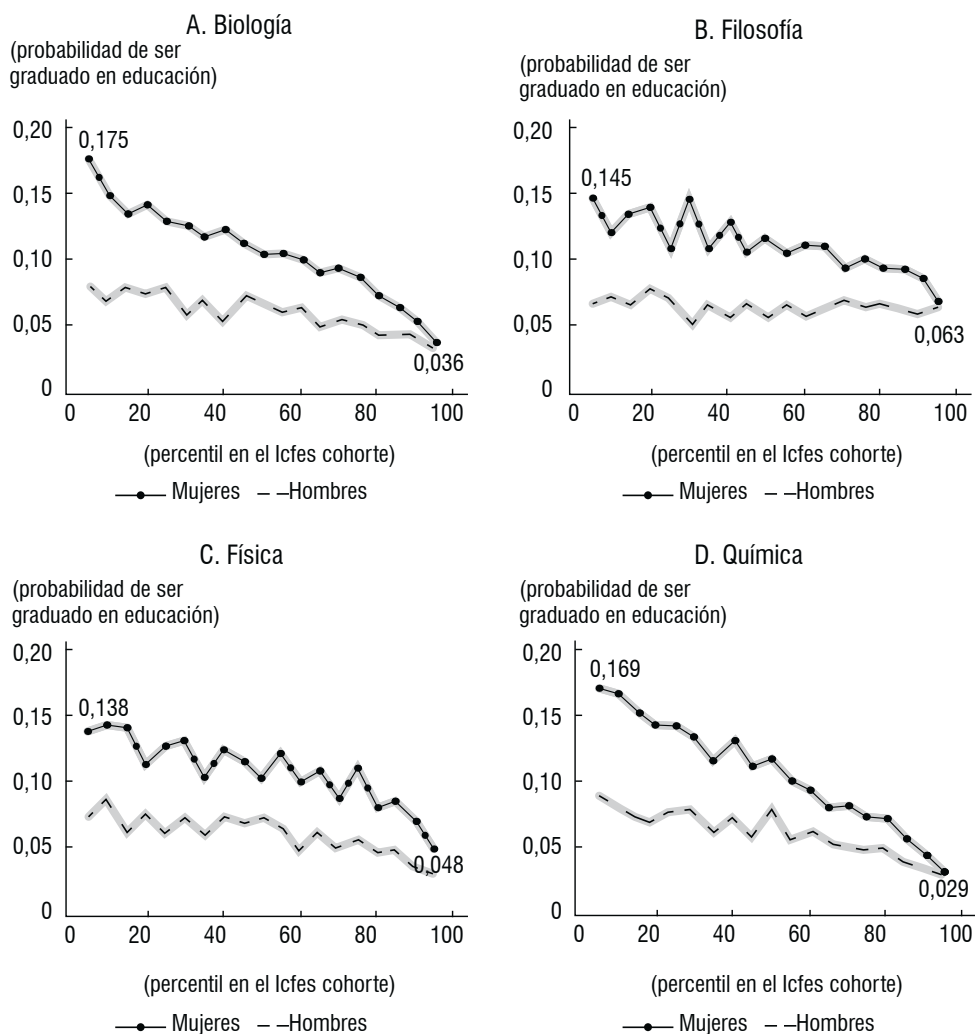 A. Biología
(probabilidad de ser
graduado en educación)
0,20
0,15
0,10
0,05
0
0,175
0,036
0 20 40 60 80 100
(percentil en el Icfes cohorte)
Mujeres Hombres
B. Filosofía
(probabilidad de ser
graduado en educación)
0,20
0,15
0,10
0,05
0
0,145
0,063
0 20 40 60 80 100
(percentil en el Icfes cohorte)
Mujeres Hombres
C. Física
(probabilidad de ser
graduado en educación)
0,20
0,15
0,10
0,05
0
0,138
0,048
0 20 40 60 80 100
(percentil en el Icfes cohorte)
Mujeres Hombres
D. Química
(probabilidad de ser
graduado en educación)
0,20
0,15
0,10
0,05
0
0,169
0,029
0 20 40 60 80 100
(percentil en el Icfes cohorte)
Mujeres Hombres